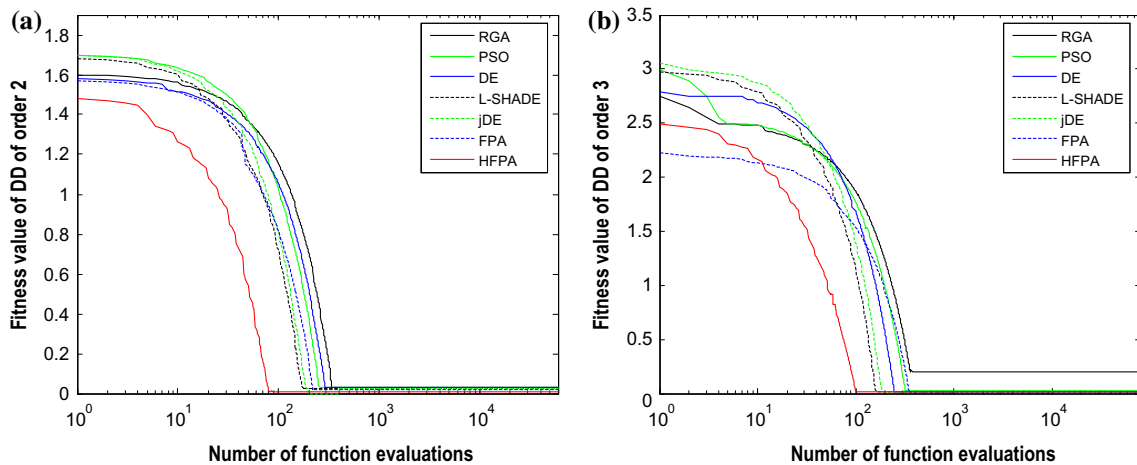 (a)
Fitness value of DD of order 2
1.8
1.6
1.4
1.2
1
0.8
0.6
0.4
0.2
0
10^0
10^1
10^2
10^3
10^4
Number of function evaluations
RGA
PSO
DE
L-SHADE
jDE
FPA
HFPA
(b)
Fitness value of DD of order 3
3.5
3
2.5
2
1.5
1
0.5
0
10^0
10^1
10^2
10^3
10^4
Number of function evaluations
RGA
PSO
DE
L-SHADE
jDE
FPA
HFPA